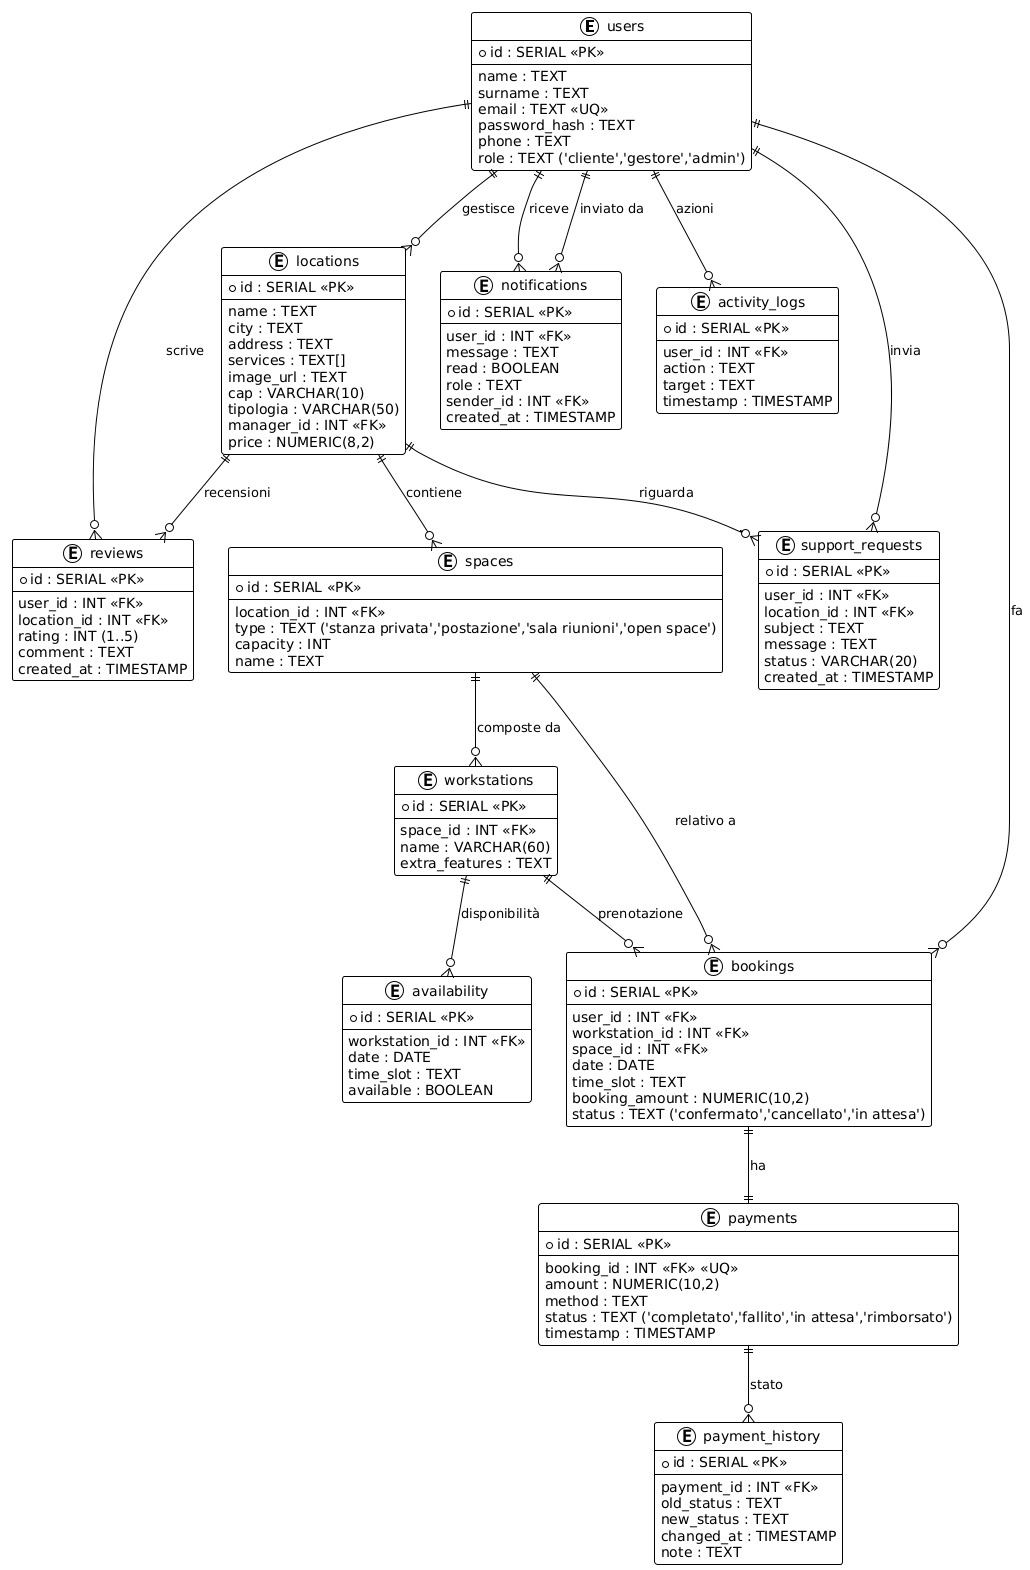 E users
id : SERIAL «PK»
name : TEXT
surname : TEXT
email : TEXT «UQ»
password_hash : TEXT
phone : TEXT
role : TEXT ('cliente','gestore','admin')
gestisce
riceve
inviato da
azioni
E locations
id : SERIAL «PK»
name : TEXT
city : TEXT
address : TEXT
services : TEXT[]
image_url : TEXT
cap : VARCHAR(10)
tipologia : VARCHAR(50)
manager_id : INT «FK»
price : NUMERIC(8,2)
E notifications
id : SERIAL «PK»
user_id : INT «FK»
message : TEXT
read : BOOLEAN
role : TEXT
sender_id : INT «FK»
created_at : TIMESTAMP
E activity_logs
id : SERIAL «PK»
user_id : INT «FK»
action : TEXT
target : TEXT
timestamp : TIMESTAMP
scrive
invia
recensioni
contiene
riguarda
E reviews
id : SERIAL «PK»
user_id : INT «FK»
location_id : INT «FK»
rating : INT (1..5)
comment : TEXT
created_at : TIMESTAMP
E spaces
id : SERIAL «PK»
location_id : INT «FK»
type : TEXT ('stanza privata','postazione','sala riunioni','open space')
capacity : INT
name : TEXT
E support_requests
id : SERIAL «PK»
user_id : INT «FK»
location_id : INT «FK»
subject : TEXT
message : TEXT
status : VARCHAR(20)
created_at : TIMESTAMP
fa
composte da
E workstations
id : SERIAL «PK»
space_id : INT «FK»
name : VARCHAR(60)
extra_features : TEXT
relativo a
disponibilità
prenotazione
E availability
id : SERIAL «PK»
workstation_id : INT «FK»
date : DATE
time_slot : TEXT
available : BOOLEAN
E bookings
id : SERIAL «PK»
user_id : INT «FK»
workstation_id : INT «FK»
space_id : INT «FK»
date : DATE
time_slot : TEXT
booking_amount : NUMERIC(10,2)
status : TEXT ('confermato','cancellato','in attesa')
ha
E payments
id : SERIAL «PK»
booking_id : INT «FK» «UQ»
amount : NUMERIC(10,2)
method : TEXT
status : TEXT ('completato','fallito','in attesa','rimborsato')
timestamp : TIMESTAMP
stato
E payment_history
id : SERIAL «PK»
payment_id : INT «FK»
old_status : TEXT
new_status : TEXT
changed_at : TIMESTAMP
note : TEXT